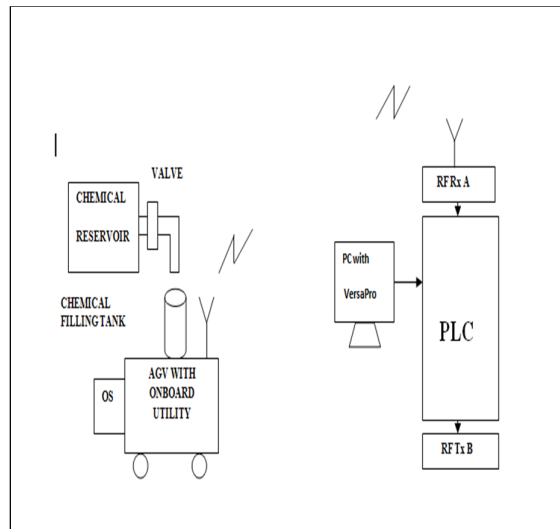 VALVE
CHEMICAL
RESERVOIR
CHEMICAL
FILLING TANK
OS
AGV WITH
ONBOARD
UTILITY
RF Rx A
PC with
VersaPro
PLC
RF Tx B